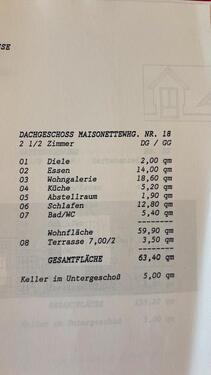 SSE
DACHGESCHOSS MAISONETTEWHG. NR. 18
2 1/2 Zimmer DG / GG
01 Diele 2,00 qm
02 Essen 14,00 qm
03 Wohngalerie 18,60 qm
04 Küche 5,20 qm
05 Abstellraum 1,90 qm
06 Schlafen 12,80 qm
07 Bad/WC 5,40 qm
Wohnfläche 59,90 qm
08 Terrasse 7,00/2 3,50 qm
GESAMTFLÄCHE 63,40 qm
Keller im Untergeschoß 5,00 qm